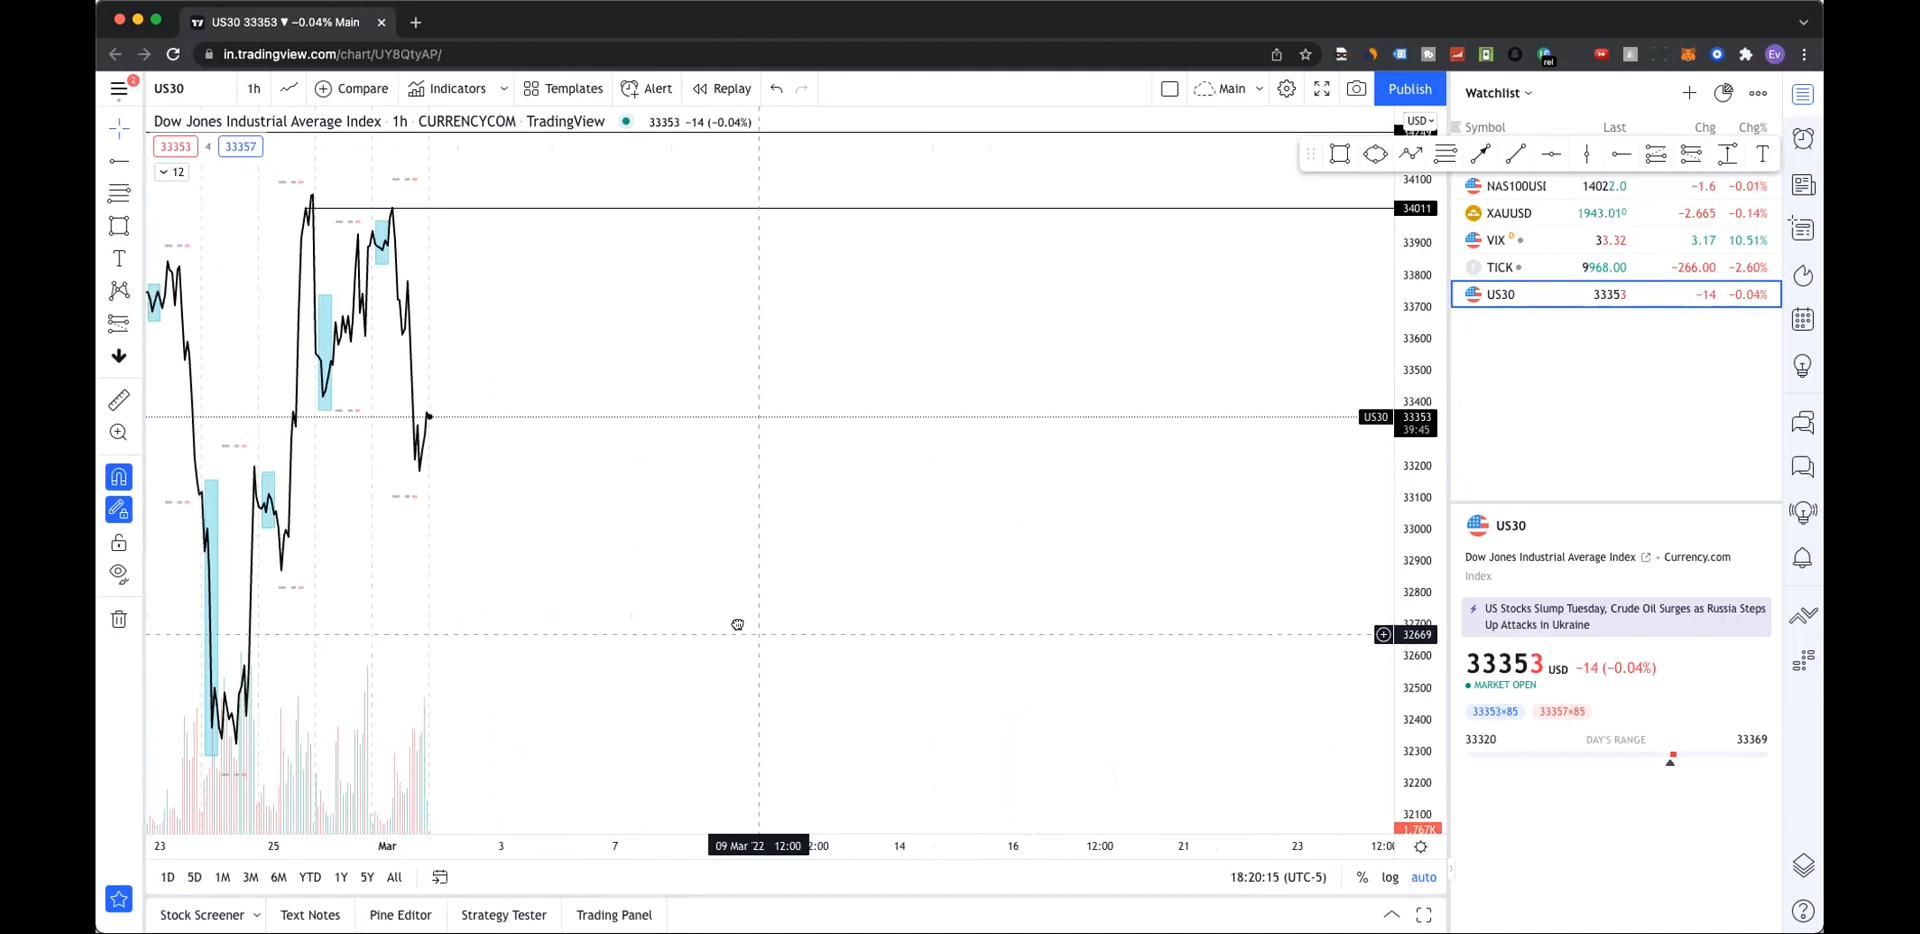 US30 33353 ▼ −0.04% Main
in.tradingview.com/chart/UY8QtyAP/
rel
Ev
2
US30
1h
Compare
Indicators
Templates
Alert
Replay
Main
Publish
Watchlist
Dow Jones Industrial Average Index · 1h · CURRENCYCOM · TradingView
33353 −14 (−0.04%)
USD
33353
4
33357
12
Symbol
Last
Chg
Chg%
NAS100USI
14022.0
−1.6
−0.01%
XAUUSD
1943.010
−2.665
−0.14%
VIX D
33.32
3.17
10.51%
TICK
9968.00
−266.00
−2.60%
US30
33353
−14
−0.04%
34100
34011
33900
33800
33700
33600
33500
33400
US30
33353
39:45
33200
33100
33000
32900
32800
32700
32669
32600
32500
32400
32300
32200
32100
1.767K
US30
Dow Jones Industrial Average Index • Currency.com
Index
US Stocks Slump Tuesday, Crude Oil Surges as Russia Steps
Up Attacks in Ukraine
33353 USD −14 (−0.04%)
MARKET OPEN
33353×85
33357×85
33320
DAY'S RANGE
33369
23
25
Mar
3
7
09 Mar '22 12:00
2:00
14
16
12:00
21
23
12:00
1D
5D
1M
3M
6M
YTD
1Y
5Y
All
18:20:15 (UTC-5)
%
log
auto
Stock Screener
Text Notes
Pine Editor
Strategy Tester
Trading Panel